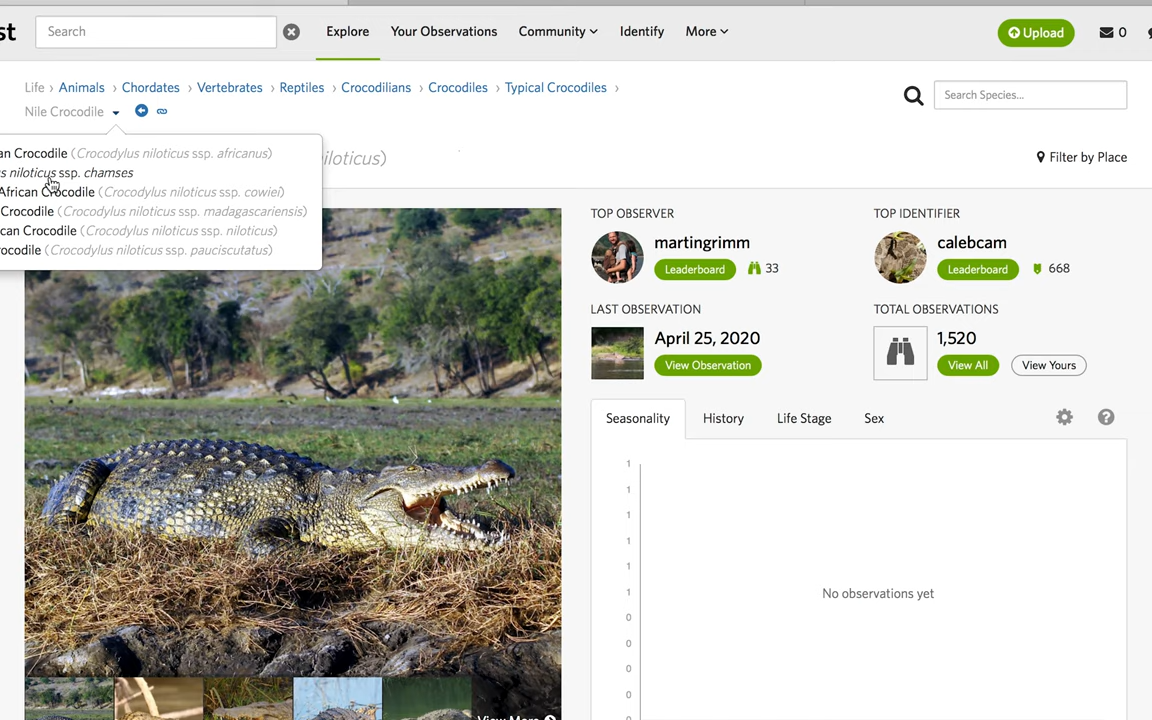 st Search Explore Your Observations Community Identify More Upload 0
Life › Animals › Chordates › Vertebrates › Reptiles › Crocodilians › Crocodiles › Typical Crocodiles ›
Search Species...
Nile Crocodile
an Crocodile (Crocodylus niloticus ssp. africanus)
s niloticus ssp. chamses
African Crocodile (Crocodylus niloticus ssp. cowiei)
Crocodile (Crocodylus niloticus ssp. madagascariensis)
can Crocodile (Crocodylus niloticus ssp. niloticus)
rocodile (Crocodylus niloticus ssp. pauciscutatus)
iloticus)
Filter by Place
TOP OBSERVER
martingrimm
Leaderboard 33
TOP IDENTIFIER
calebcam
Leaderboard 668
LAST OBSERVATION
April 25, 2020
View Observation
TOTAL OBSERVATIONS
1,520
View All View Yours
Seasonality History Life Stage Sex
?
1
1
1
1
1
1
0
0
0
0
0
No observations yet
View More